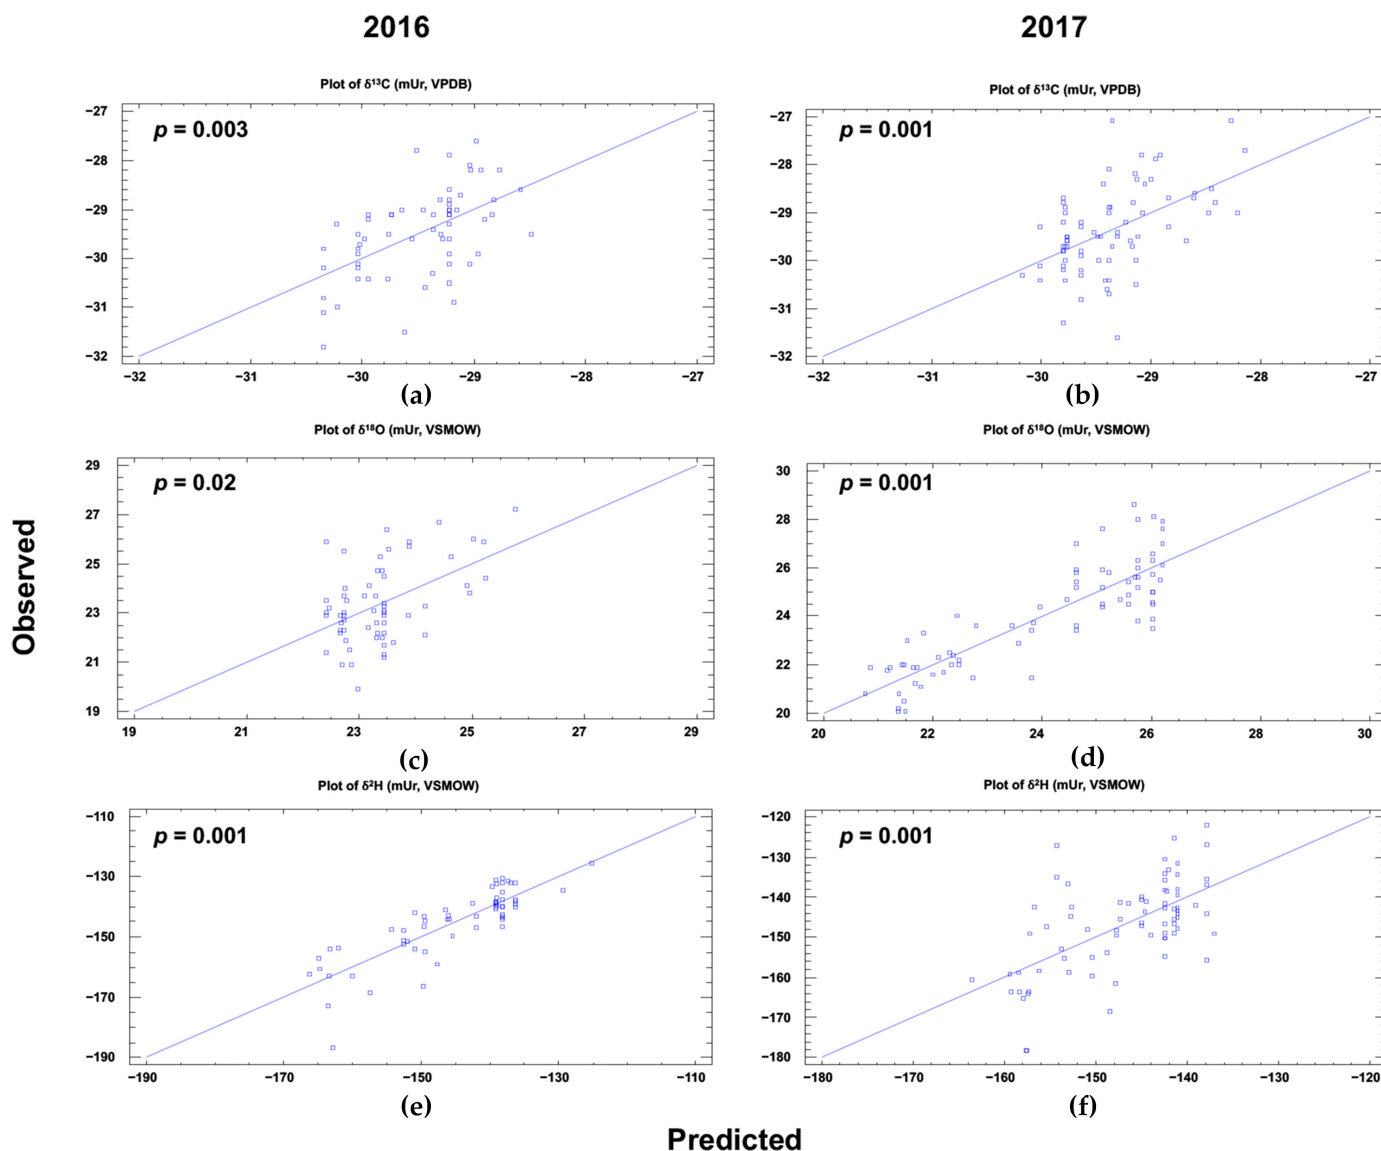 2016
2017
Plot of δ¹³C (mUr, VPDB)
p = 0.003
−27
−28
−29
−30
−31
−32
−32 −31 −30 −29 −28 −27
(a)
Plot of δ¹³C (mUr, VPDB)
p = 0.001
−27
−28
−29
−30
−31
−32
−32 −31 −30 −29 −28 −27
(b)
Plot of δ¹⁸O (mUr, VSMOW)
p = 0.02
29
27
25
23
21
19
19 21 23 25 27 29
(c)
Plot of δ¹⁸O (mUr, VSMOW)
p = 0.001
30
28
26
24
22
20
20 22 24 26 28 30
(d)
Observed
Plot of δ²H (mUr, VSMOW)
p = 0.001
−110
−130
−150
−170
−190
−190 −170 −150 −130 −110
(e)
Plot of δ²H (mUr, VSMOW)
p = 0.001
−120
−130
−140
−150
−160
−170
−180
−180 −170 −160 −150 −140 −130 −120
(f)
Predicted